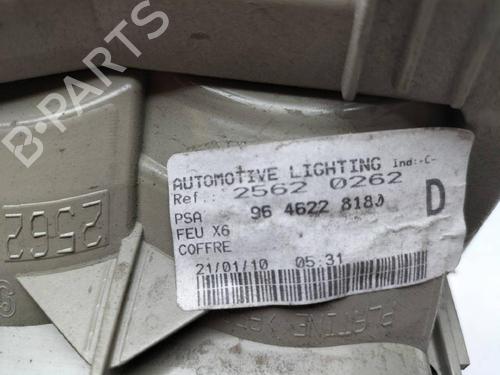 B-PARTS
AUTOMOTIVE LIGHTING Ind:-C-
Ref.: 2562 0262
PSA 96 4622 8180 D
FEU X6
COFFRE
21/01/10 05:31
2562